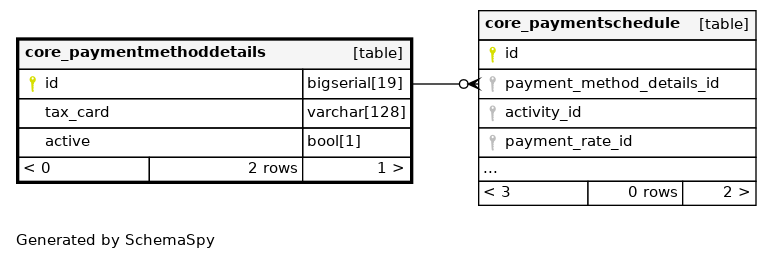 core_paymentmethoddetails [table]
id bigserial[19]
tax_card varchar[128]
active bool[1]
< 0 2 rows 1 >
core_paymentschedule [table]
id
payment_method_details_id
activity_id
payment_rate_id
...
< 3 0 rows 2 >
Generated by SchemaSpy